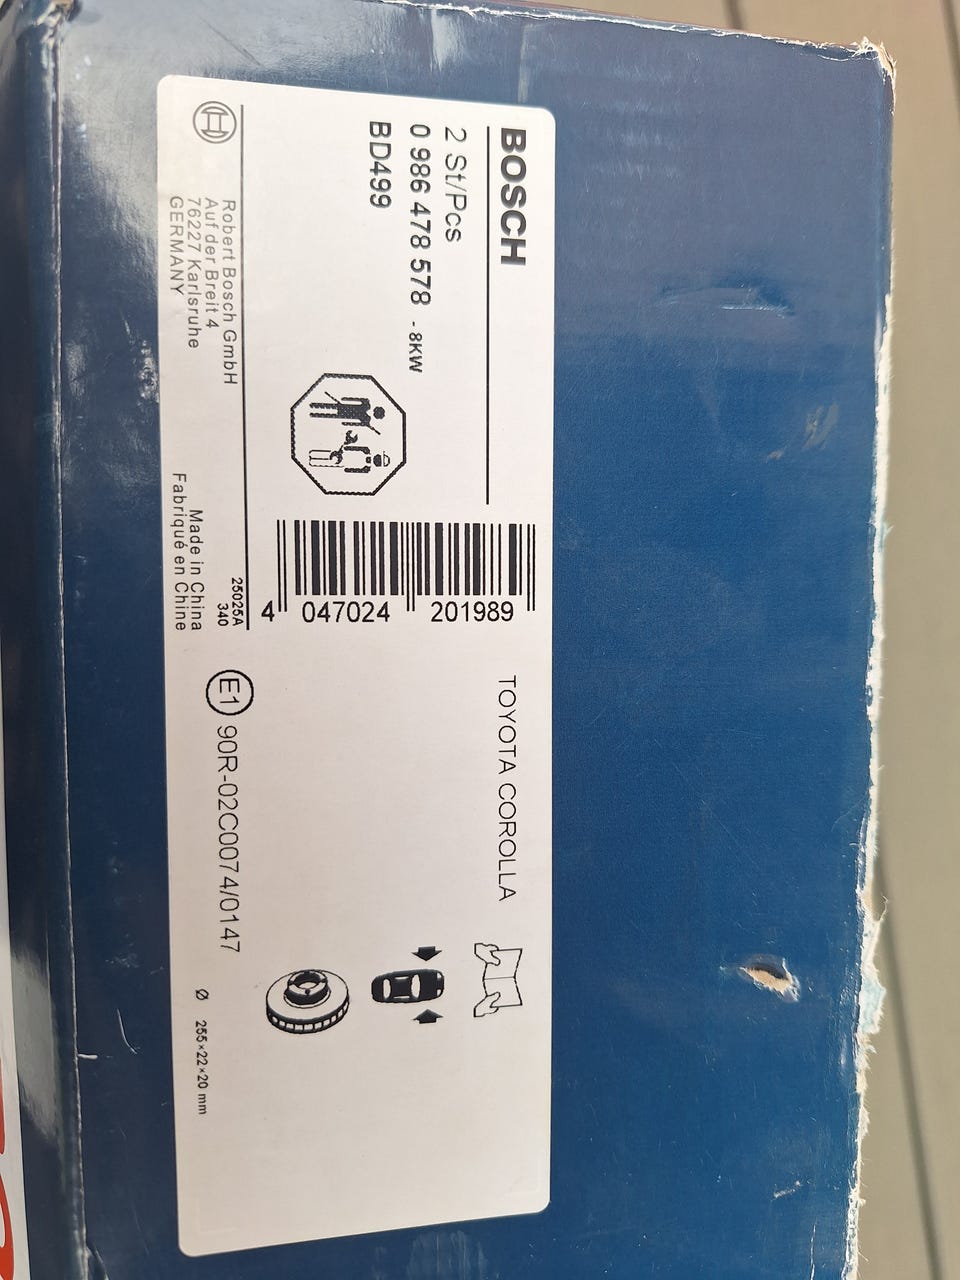 BOSCH
2 St/Pcs
0 986 478 578 - 8KW
BD499
4 047024 201989
Robert Bosch GmbH
Auf der Breit 4
76227 Karlsruhe
GERMANY
25025A
340
Made in China
Fabriqué en Chine
TOYOTA COROLLA
E1 90R-02C0074/0147
Ø 255×22×20 mm